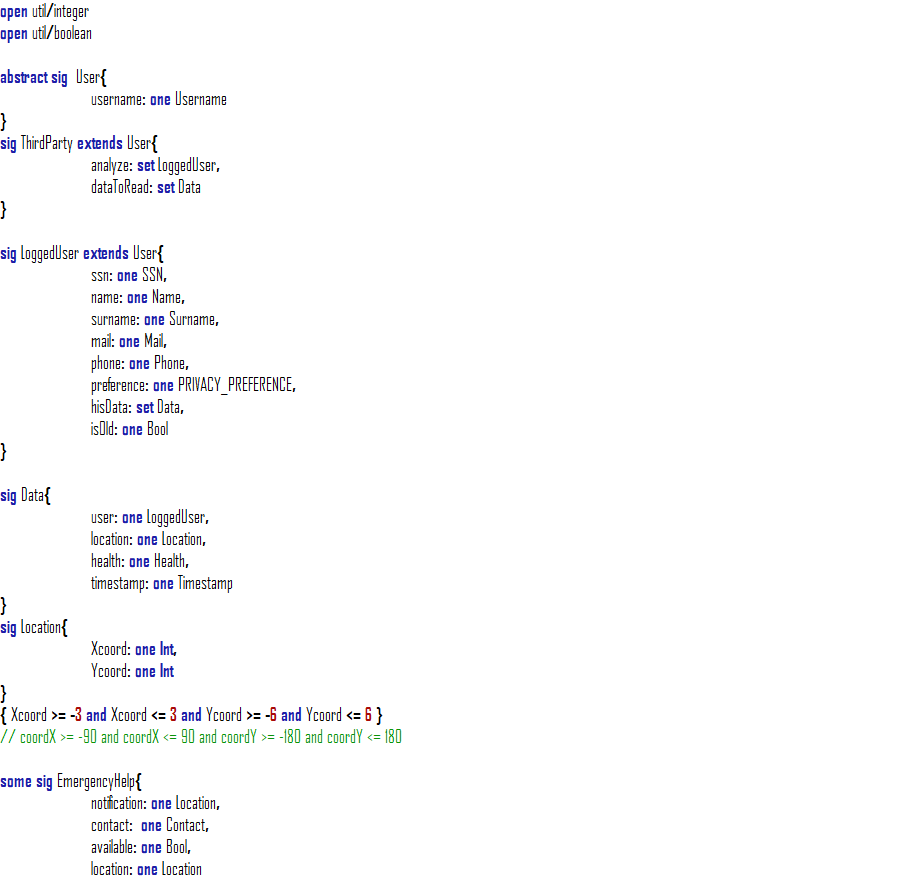 open util/integer
open util/boolean
abstract sig User{
username: one Username
}
sig ThirdParty extends User{
analyze: set LoggedUser,
dataToRead: set Data
}
sig LoggedUser extends User{
ssn: one SSN,
name: one Name,
surname: one Surname,
mail: one Mail,
phone: one Phone,
preference: one PRIVACY_PREFERENCE,
hisData: set Data,
isOld: one Bool
}
sig Data{
user: one LoggedUser,
location: one Location,
health: one Health,
timestamp: one Timestamp
}
sig Location{
Xcoord: one Int,
Ycoord: one Int
}
{ Xcoord >= -3 and Xcoord <= 3 and Ycoord >= -6 and Ycoord <= 6 }
// coordX >= -90 and coordX <= 90 and coordY >= -180 and coordY <= 180
some sig EmergencyHelp{
notification: one Location,
contact: one Contact,
available: one Bool,
location: one Location